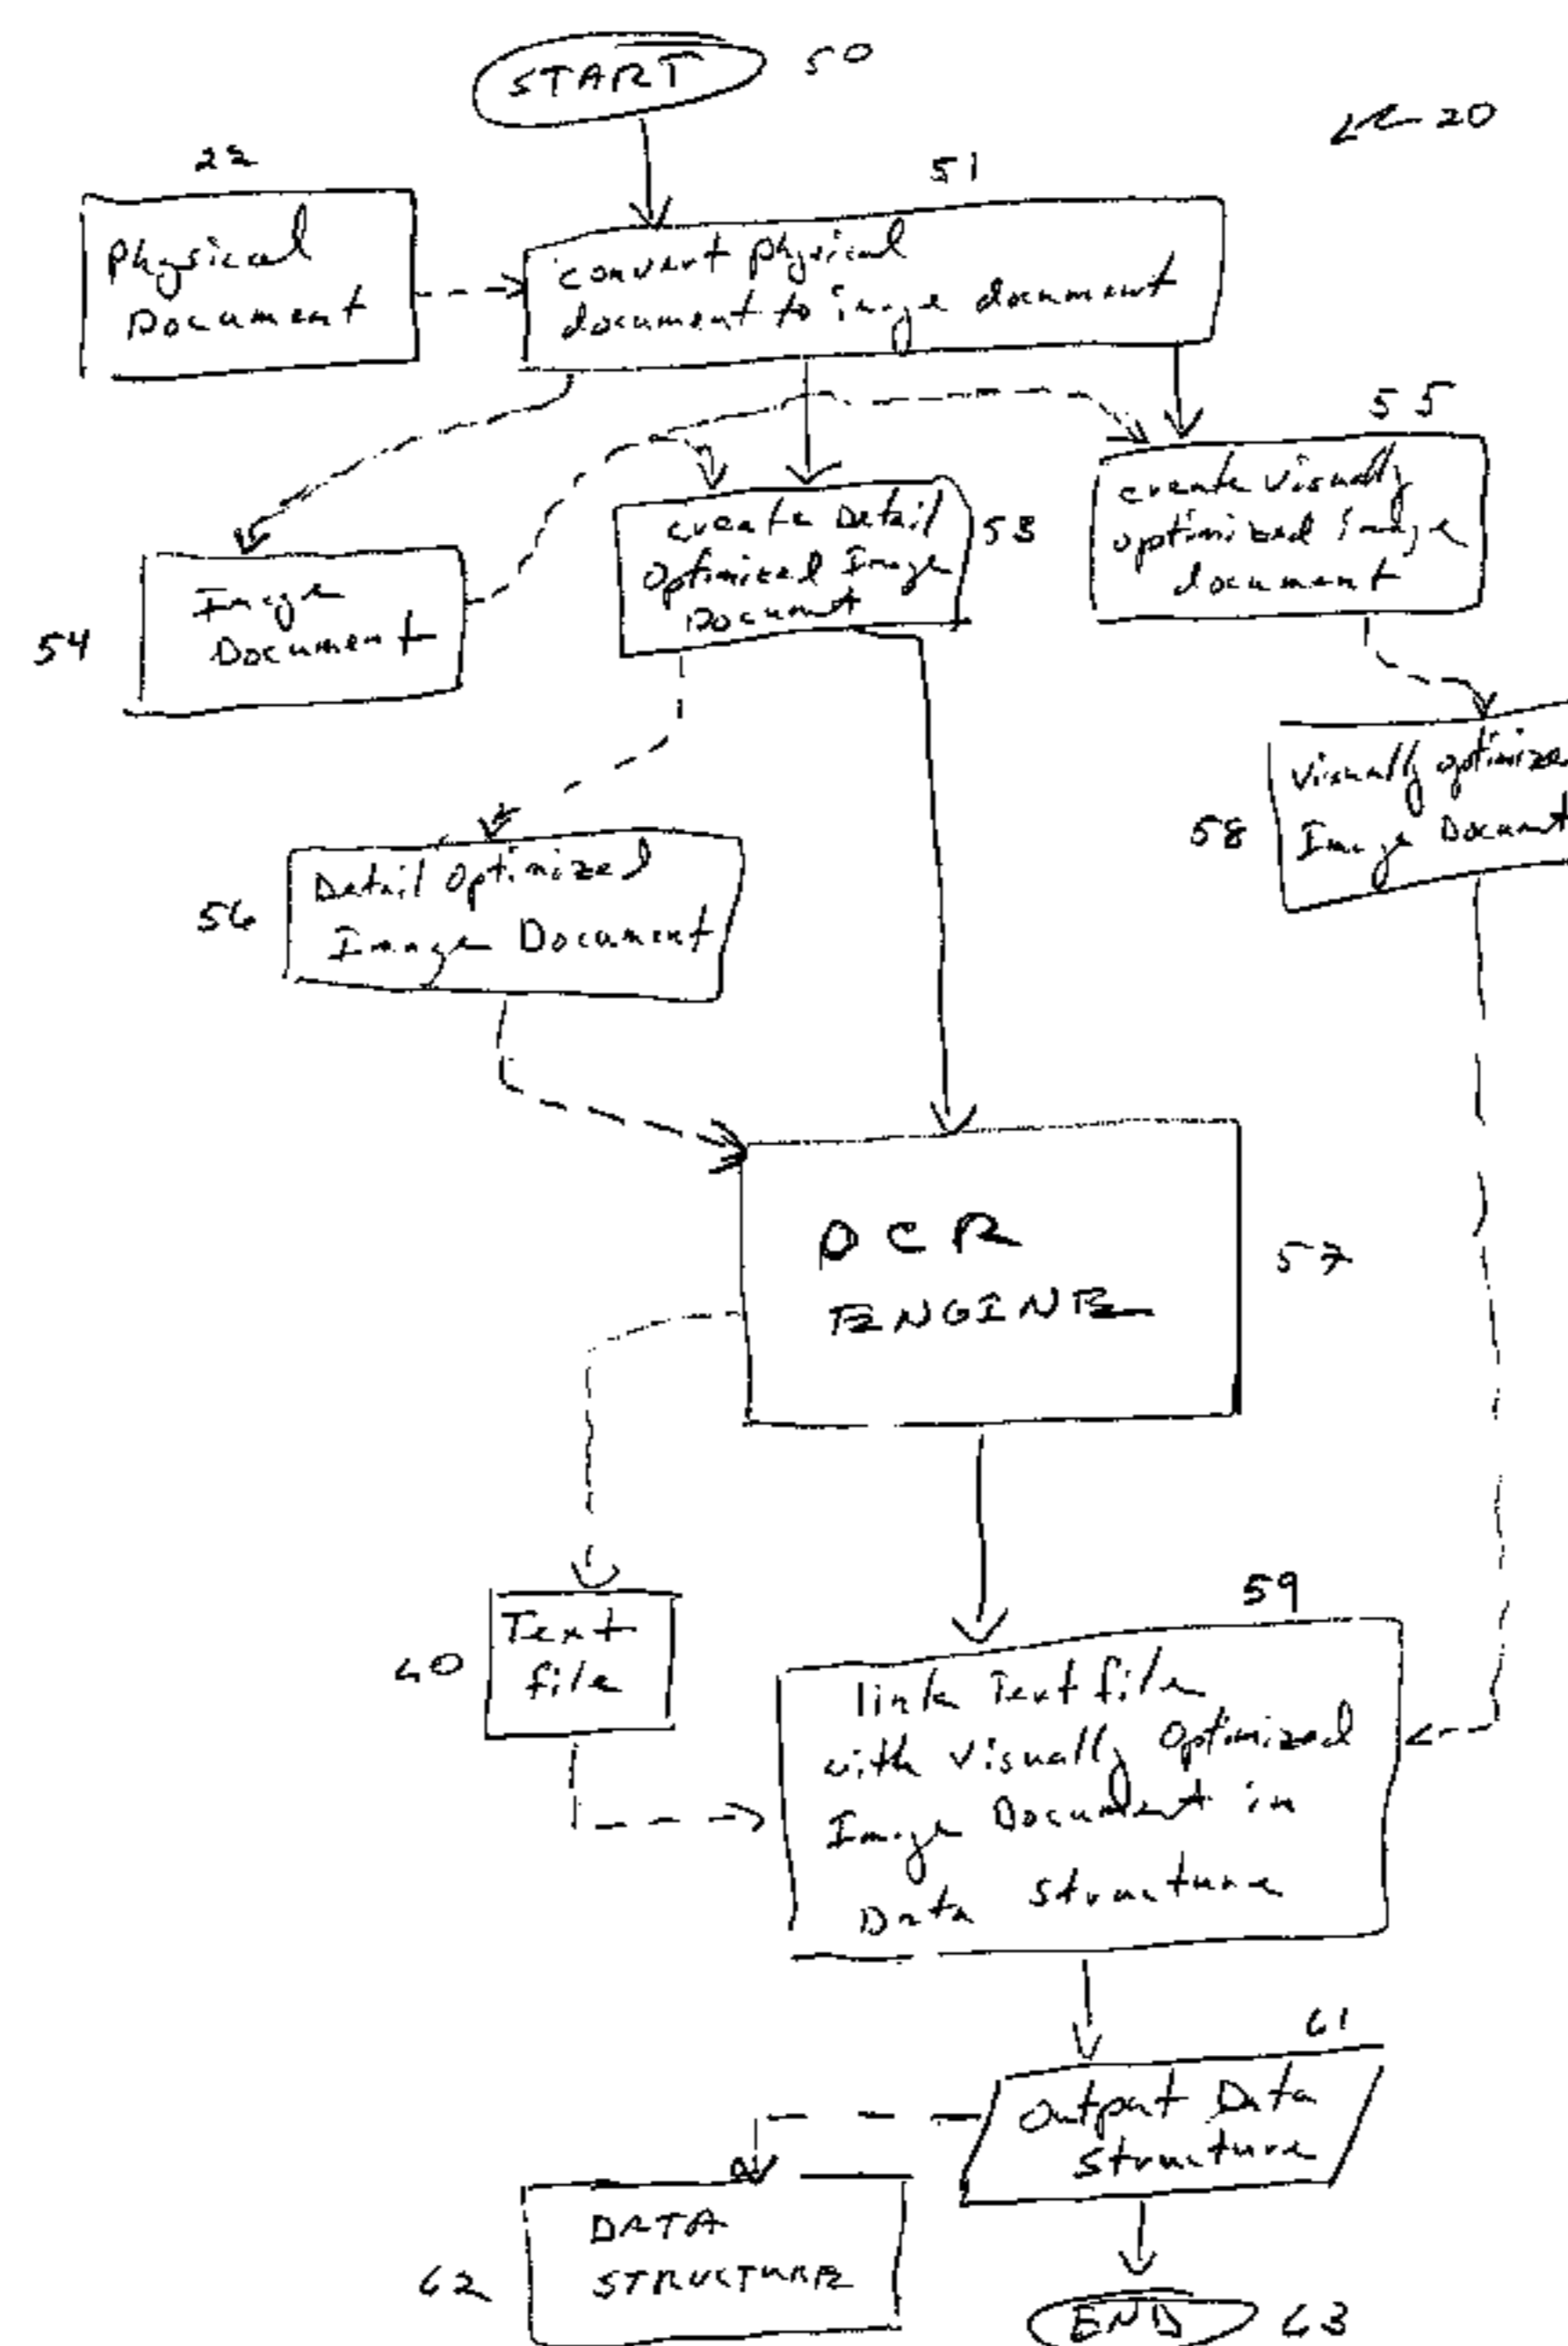 START 50
20
22
51
Physical
Document
convert physical
document to image document
55
create Detail
Optimized Image
Document
53
create visually
optimized image
document
Image
Document
54
visually optimize
Image Document
58
Detail Optimized
Image Document
56
OCR
ENGINE
57
59
Text
file
60
link Text file
with visually Optimized
Image Document in
Data structure
61
Output Data
structure
DATA
STRUCTURE
62
END 63